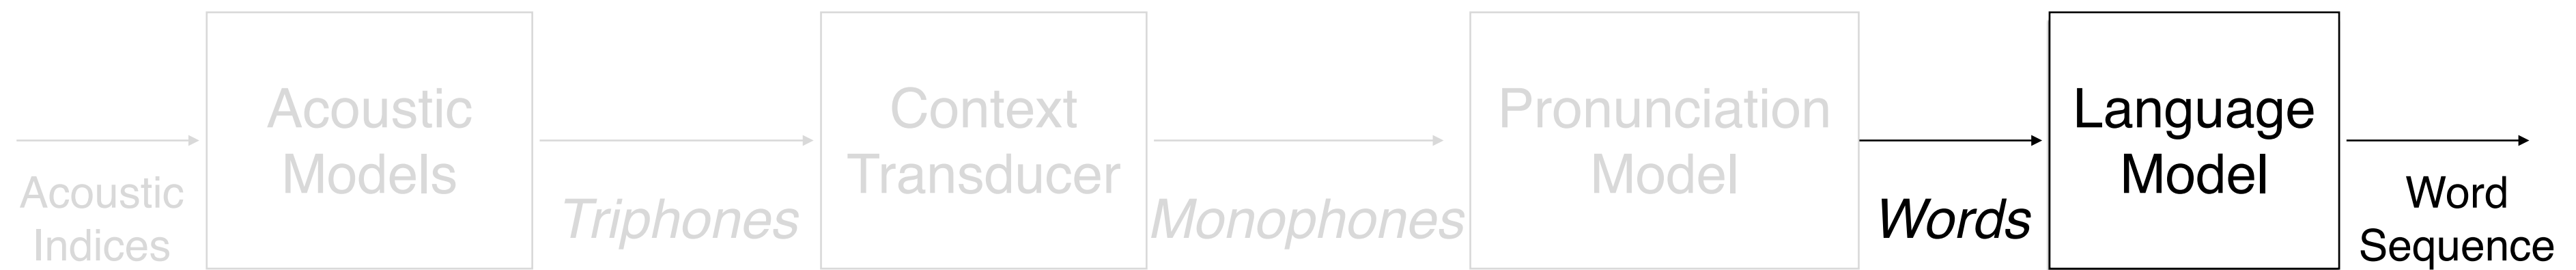 Acoustic
Indices
Acoustic
Models
Triphones
Context
Transducer
Monophones
Pronunciation
Model
Words
Language
Model
Word
Sequence